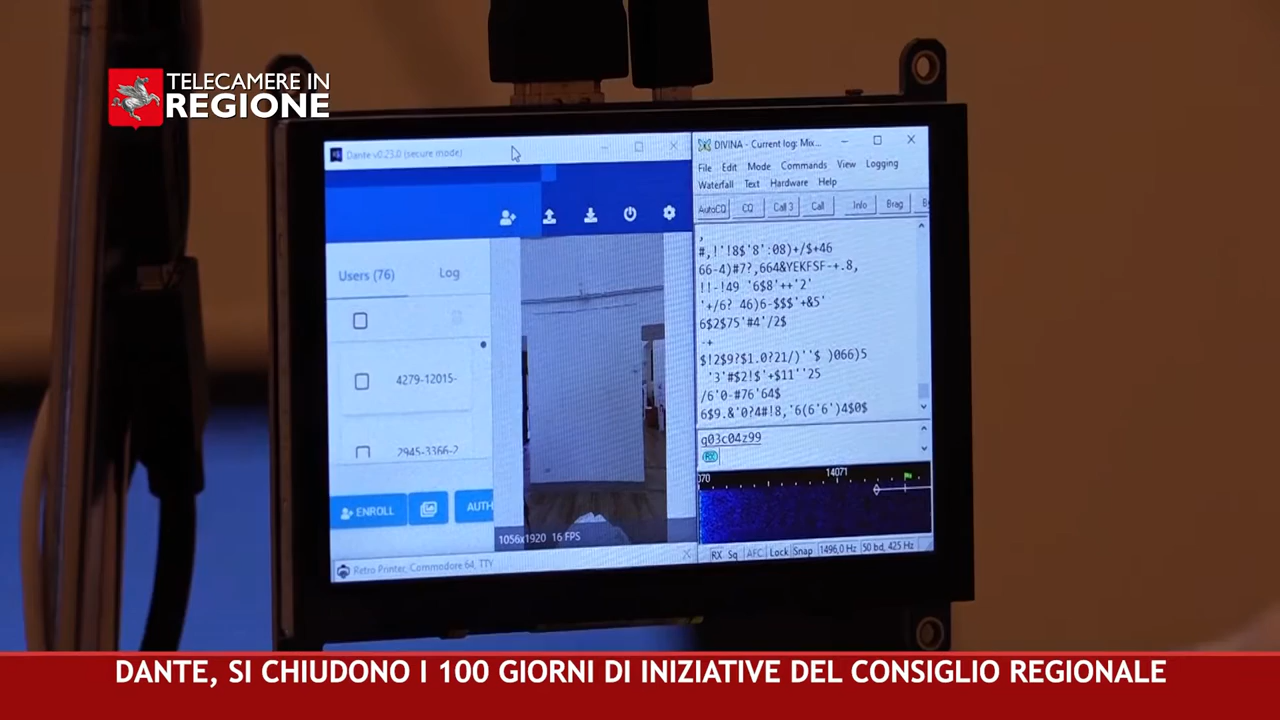 TELECAMERE IN
REGIONE
Dante v0.23.0 (secure mode)
Users (76)
Log
4279-12015-
2945-3366-2
ENROLL
AUTH
1056x1920 16 FPS
Retro Printer, Commodore 64, TTY
DIVINA - Current log: Mix...
File Edit Mode Commands View Logging
Waterfall Text Hardware Help
AutoCQ CQ Call 3 Call Info Brag
,
#,!'!8$'8':08)+/$+46
66-4)#7?,664&YEKFSF-+.8,
!!-!49 '6$8'++'2'
'+/6? 46)6-$$$'+&5'
6$2$75'#4'/2$
-+
$!2$9?$1.0?21/)''$ )066)5
'3'#$2!$'+$11''25
/6'0-#76'64$
6$9.&'0?4#!8,'6(6'6')4$0$
q03c04z99
070
14071
RX Sq AFC Lock Snap 1496,0 Hz 50 bd, 425 Hz
DANTE, SI CHIUDONO I 100 GIORNI DI INIZIATIVE DEL CONSIGLIO REGIONALE